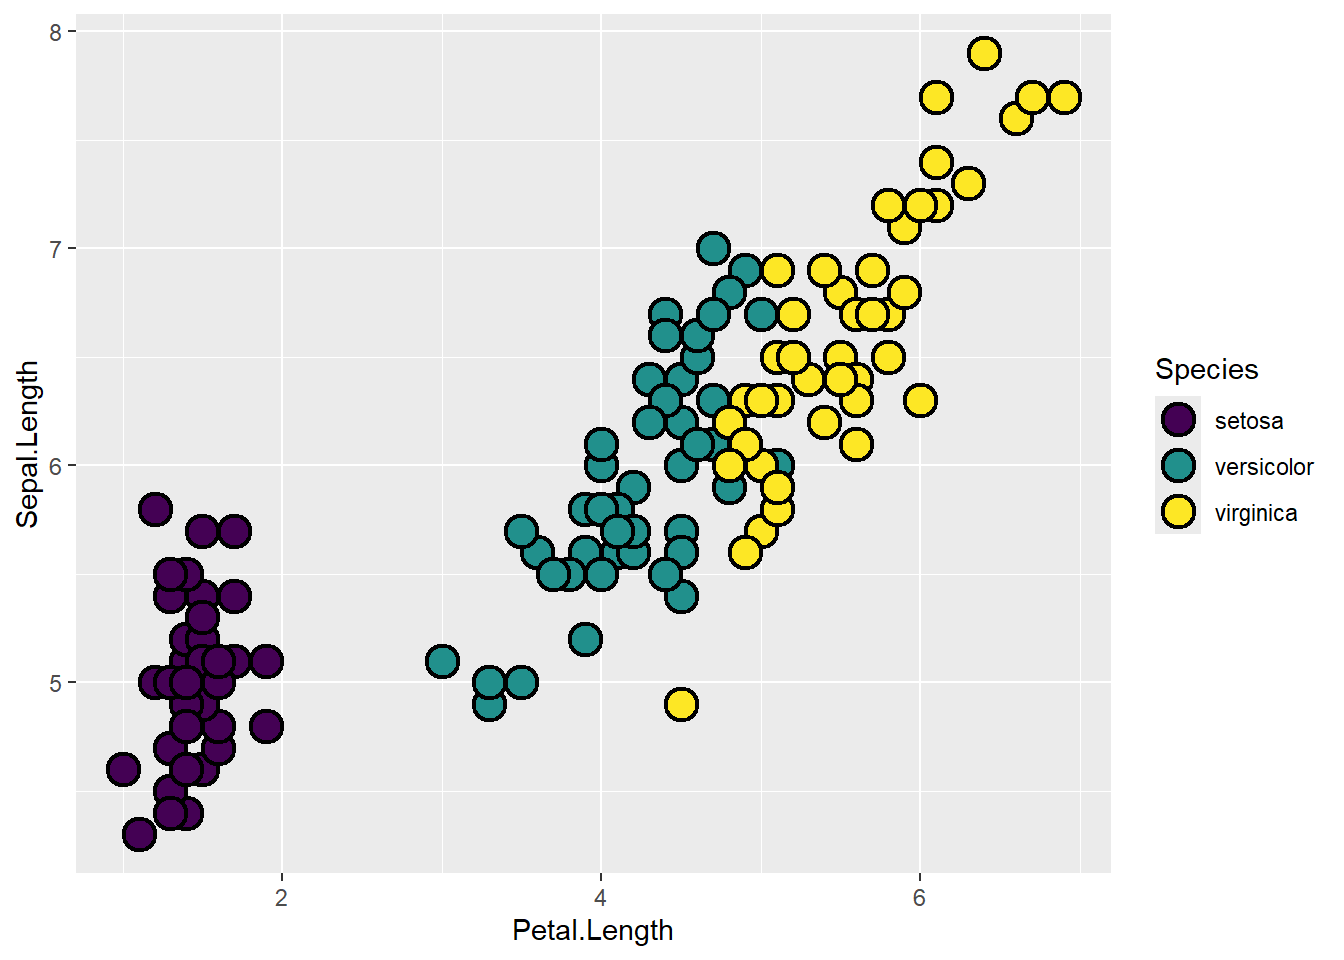 8
7
6
5
Sepal.Length
2 4 6
Petal.Length
Species
setosa
versicolor
virginica